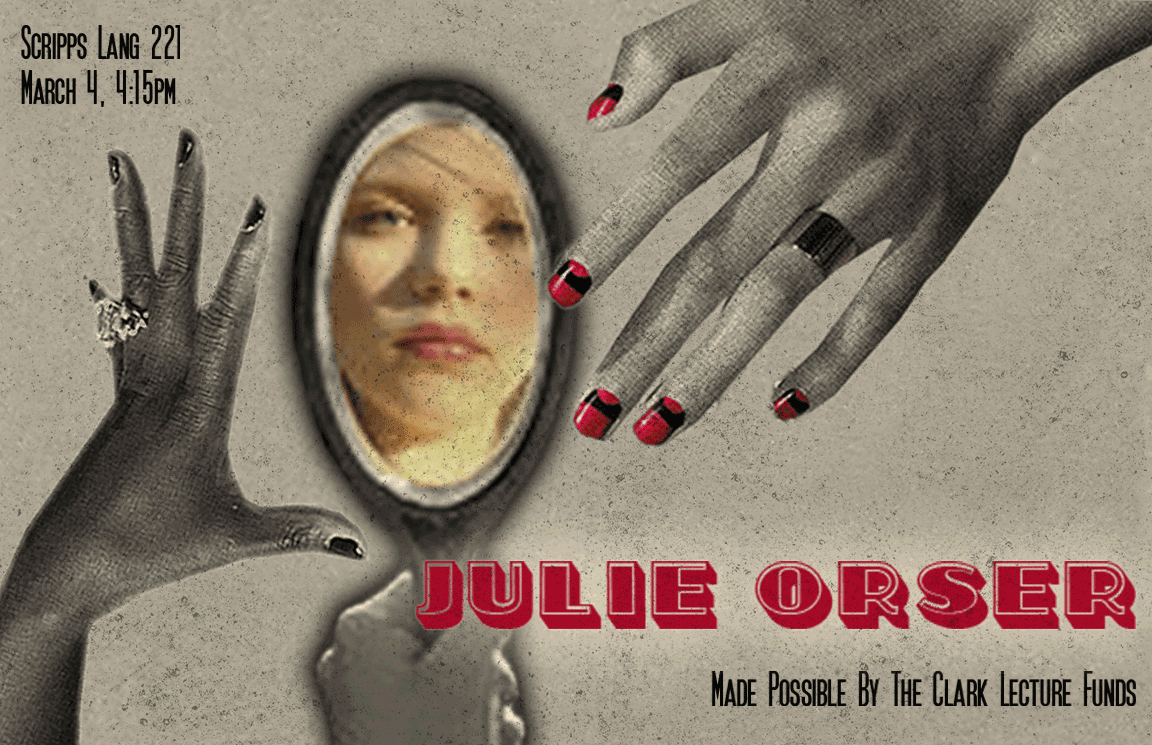 Scripps Lang 221
March 4, 4:15pm
JULIE ORSER
Made Possible By The Clark Lecture Funds